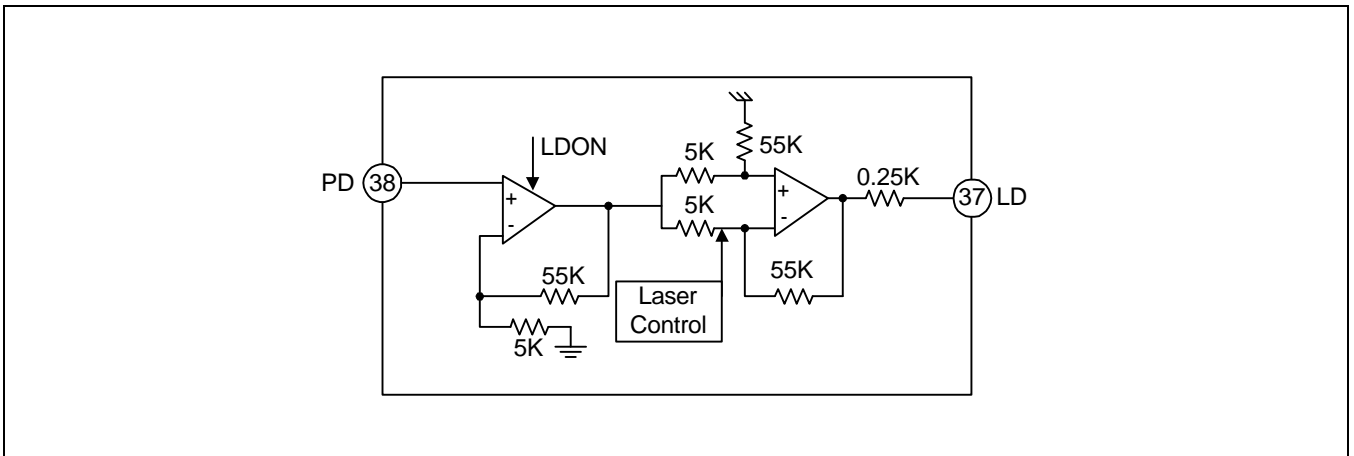 LDON
55K
5K
0.25K
PD 38
+
-
5K
+
-
37 LD
55K
55K
Laser
Control
5K